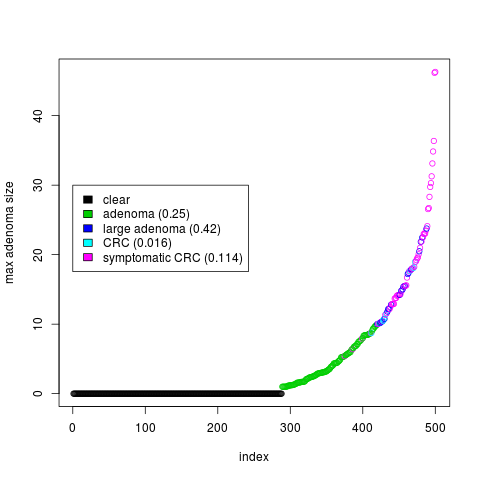 max adenoma size
40
30
20
10
0
clear
adenoma (0.25)
large adenoma (0.42)
CRC (0.016)
symptomatic CRC (0.114)
0 100 200 300 400 500
index